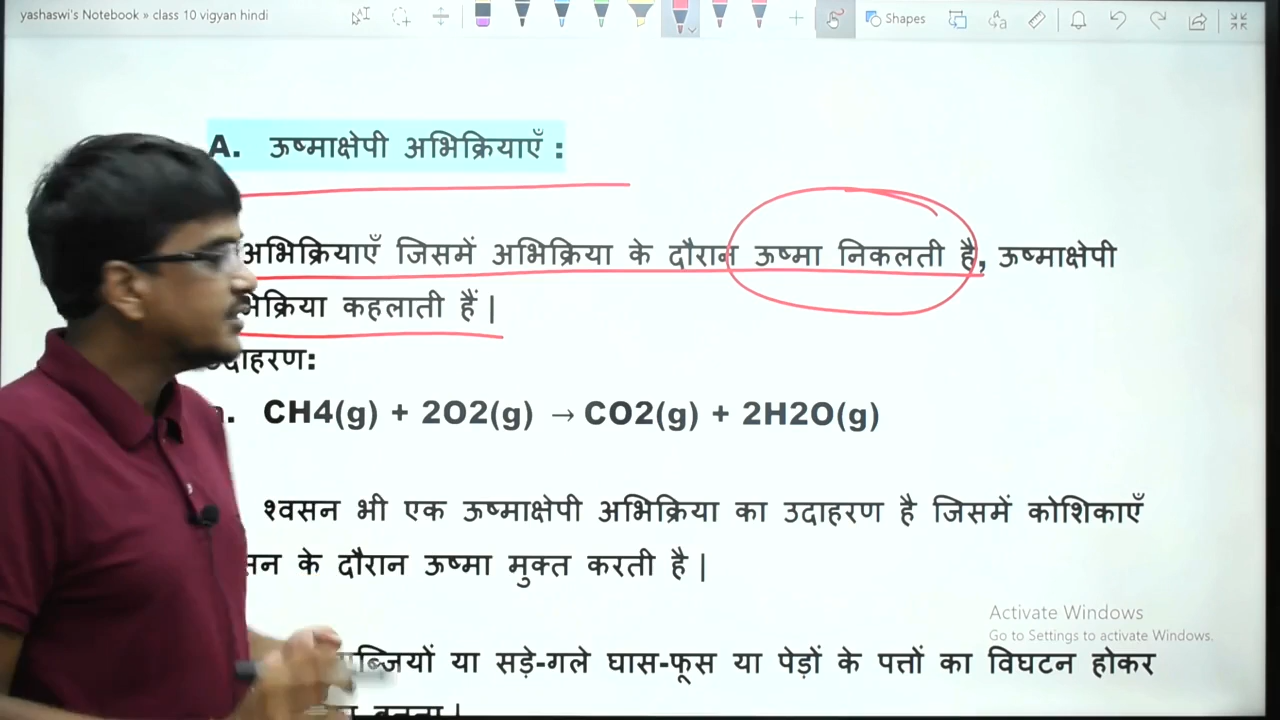 yashaswi's Notebook » class 10 vigyan hindi
Shapes
A. ऊष्माक्षेपी अभिक्रियाएँ :
अभिक्रियाएँ जिसमें अभिक्रिया के दौरान ऊष्मा निकलती है, ऊष्माक्षेपी
कहलाती हैं |
CH4(g) + 2O2(g) → CO2(g) + 2H2O(g)
श्वसन भी एक ऊष्माक्षेपी अभिक्रिया का उदाहरण है जिसमें कोशिकाएँ
के दौरान ऊष्मा मुक्त करती है |
Activate Windows
Go to Settings to activate Windows.
या सड़े-गले घास-फूस या पेड़ों के पत्तों का विघटन होकर